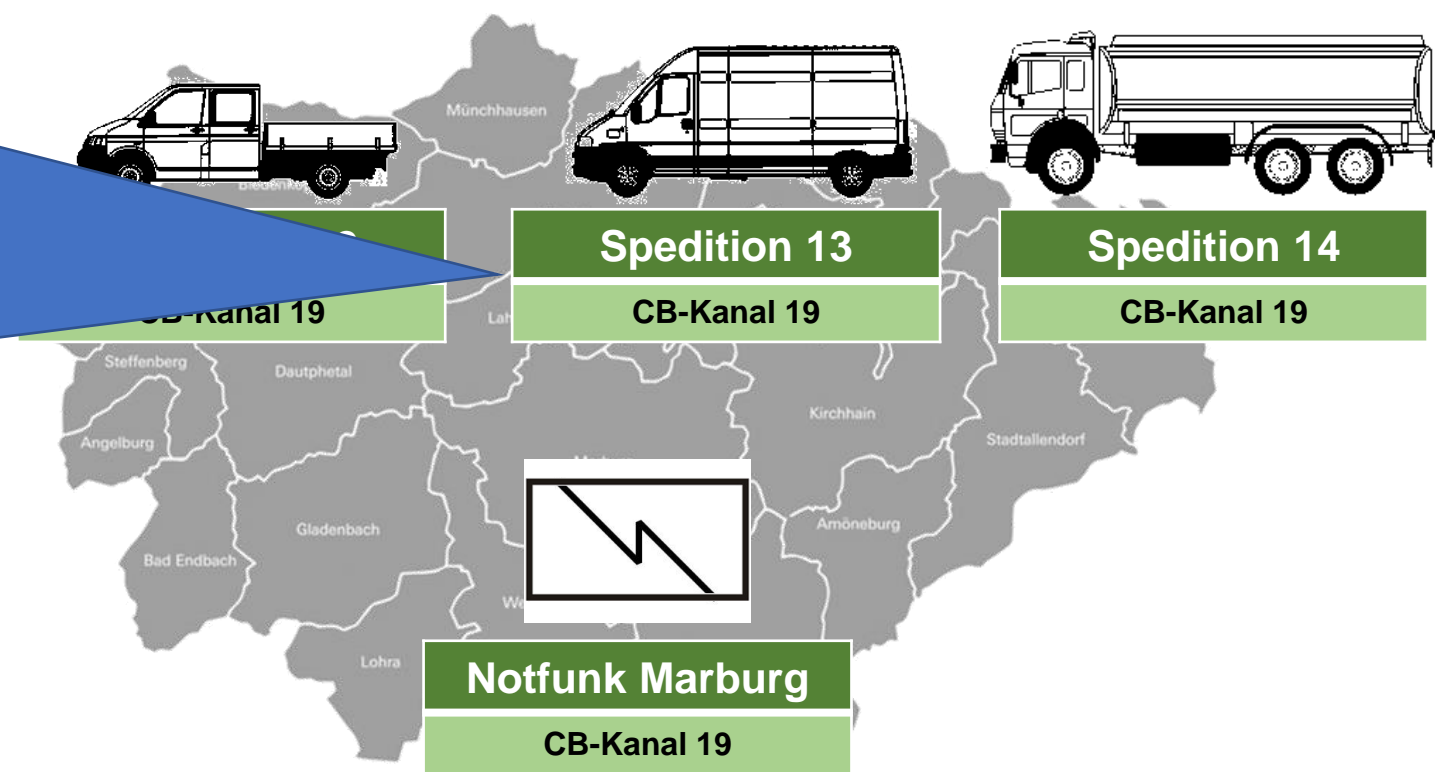 Münchhausen
Spedition 13
Spedition 14
CB-Kanal 19
CB-Kanal 19
CB-Kanal 19
Steffenberg
Dautphetal
Kirchhain
Angelburg
Stadtallendorf
Gladenbach
Amöneburg
Bad Endbach
Lohra
Notfunk Marburg
CB-Kanal 19